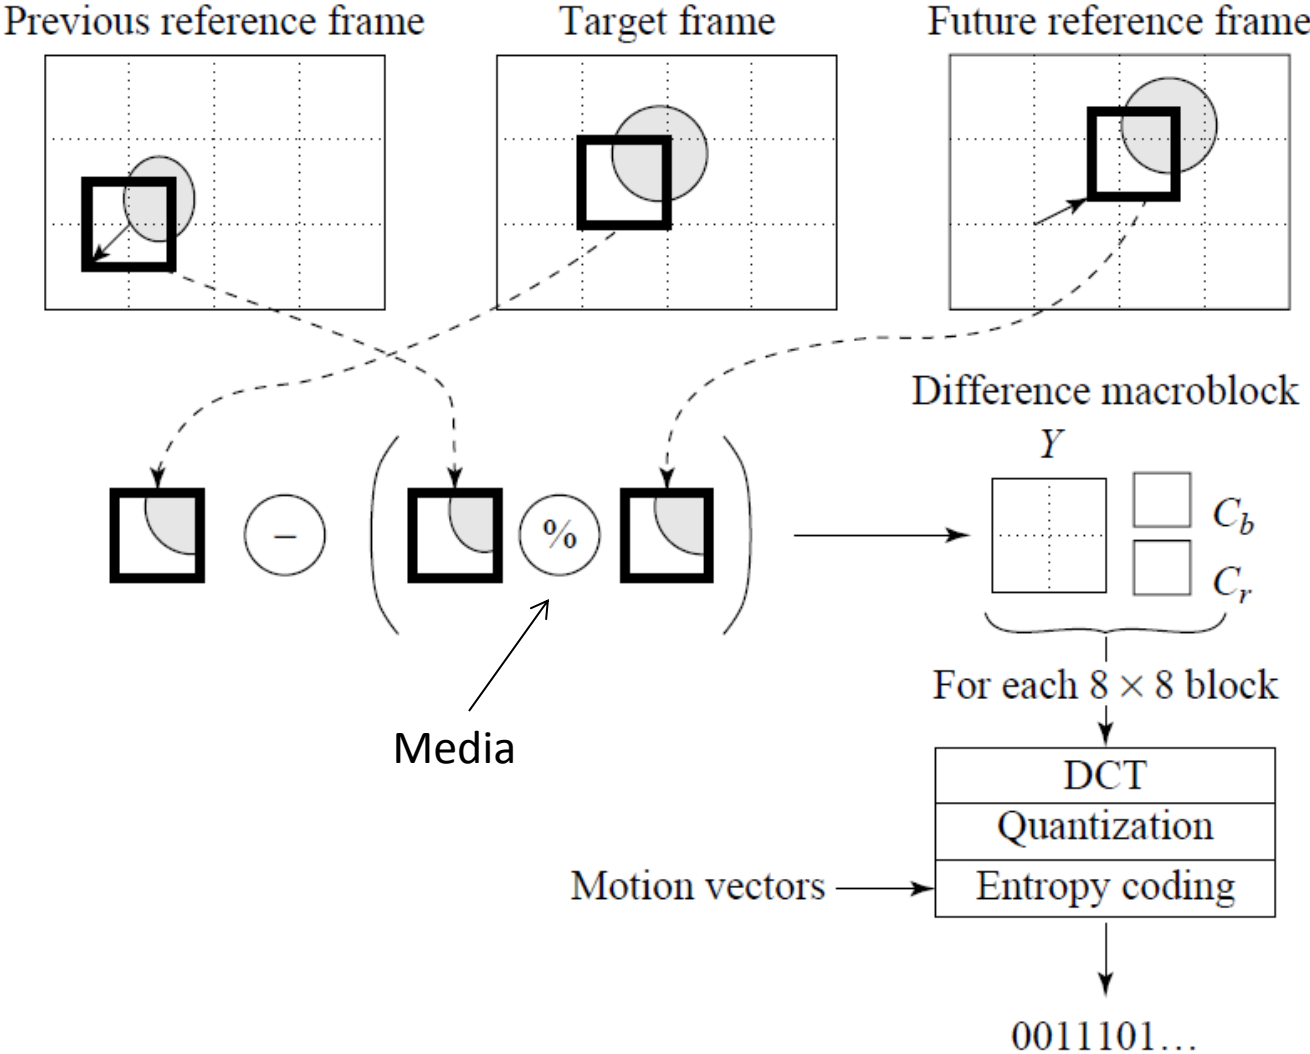 Previous reference frame
Target frame
Future reference frame
Difference macroblock
Y
−
%
C_b
C_r
Media
For each 8 × 8 block
DCT
Quantization
Motion vectors
Entropy coding
0011101…